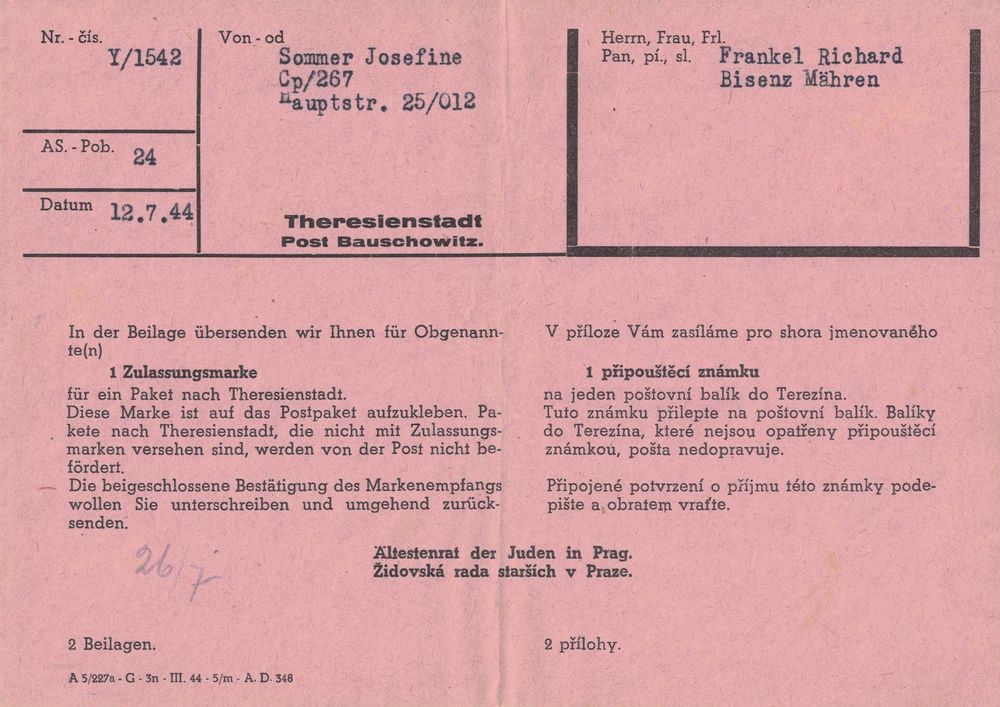 Nr. - čís.
Y/1542
AS. - Pob.
24
Datum
12.7.44
Von - od
Sommer Josefine
Cp/267
Hauptstr. 25/012
Theresienstadt
Post Bauschowitz.
Herrn, Frau, Frl.
Pan, pí., sl.
Frankel Richard
Bisenz Mähren
In der Beilage übersenden wir Ihnen für Obgenann-
te(n)
1 Zulassungsmarke
für ein Paket nach Theresienstadt.
Diese Marke ist auf das Postpaket aufzukleben. Pa-
kete nach Theresienstadt, die nicht mit Zulassungs-
marken versehen sind, werden von der Post nicht be-
fördert.
Die beigeschlossene Bestätigung des Markenempfangs
wollen Sie unterschreiben und umgehend zurück-
senden.
V příloze Vám zasíláme pro shora jmenovaného
1 připouštěcí známku
na jeden poštovní balík do Terezína.
Tuto známku přilepte na poštovní balík. Balíky
do Terezína, které nejsou opatřeny připouštěcí
známkou, pošta nedopravuje.
Připojené potvrzení o příjmu této známky pode-
pište a obratem vraťte.
Ältestenrat der Juden in Prag.
Židovská rada starších v Praze.
26/7
2 Beilagen.
2 přílohy.
A 5/227a - G - 3n - III. 44 - 5/m - A. D. 348